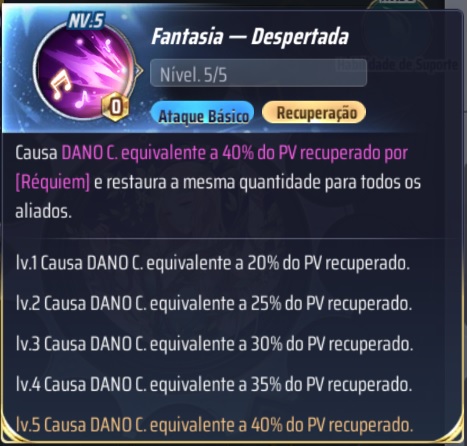 NV.5
Fantasia — Despertada
Nível. 5/5
0
Ataque Básico
Recuperação
Causa DANO C. equivalente a 40% do PV recuperado por
[Réquiem] e restaura a mesma quantidade para todos os
aliados.
lv.1 Causa DANO C. equivalente a 20% do PV recuperado.
lv.2 Causa DANO C. equivalente a 25% do PV recuperado.
lv.3 Causa DANO C. equivalente a 30% do PV recuperado.
lv.4 Causa DANO C. equivalente a 35% do PV recuperado.
lv.5 Causa DANO C. equivalente a 40% do PV recuperado.